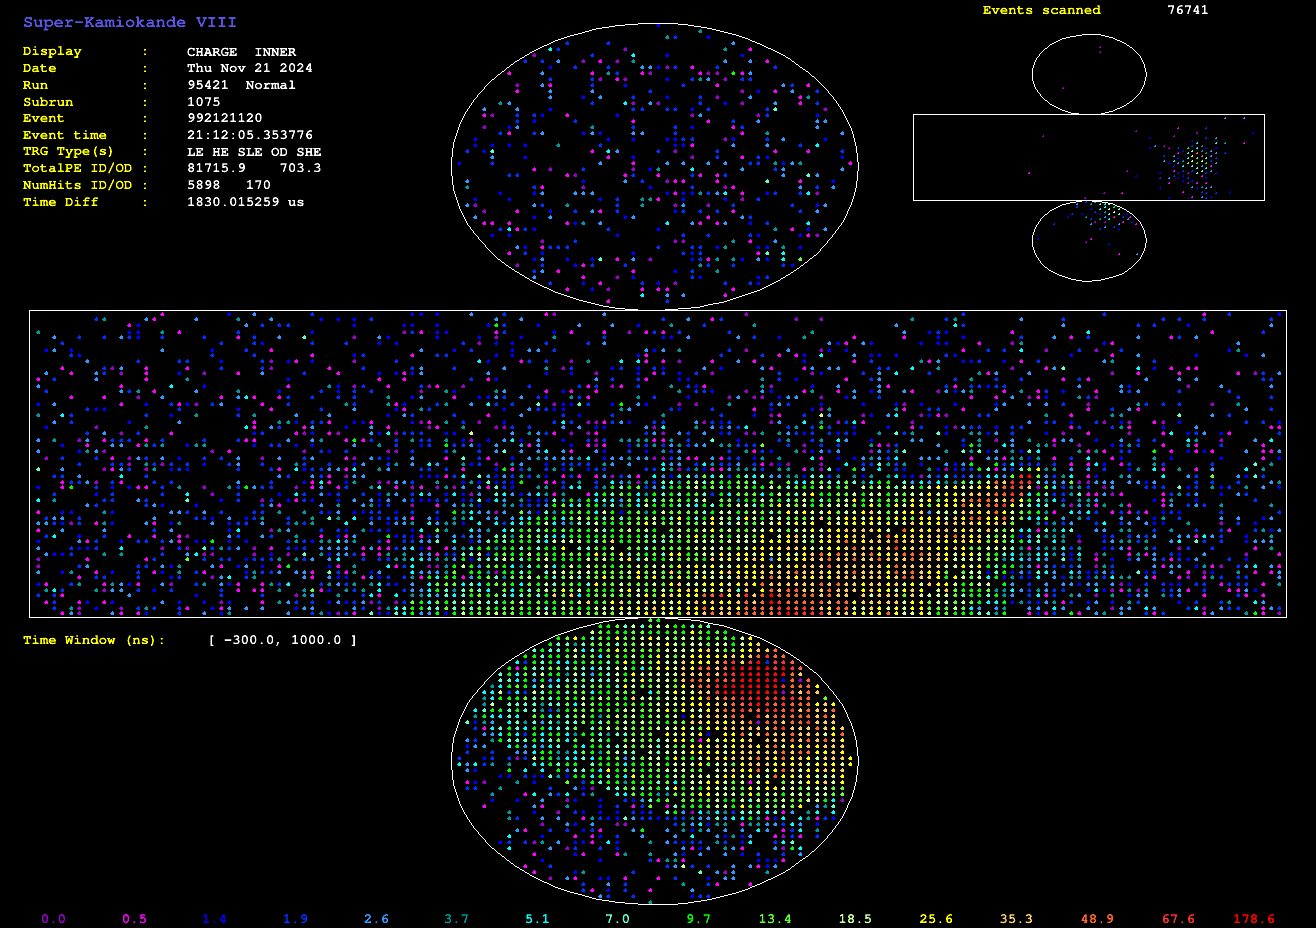 Super-Kamiokande VIII
Display : CHARGE INNER
Date : Thu Nov 21 2024
Run : 95421 Normal
Subrun : 1075
Event : 992121120
Event time : 21:12:05.353776
TRG Type(s) : LE HE SLE OD SHE
TotalPE ID/OD : 81715.9 703.3
NumHits ID/OD : 5898 170
Time Diff : 1830.015259 us
Events scanned 76741
Time Window (ns): [ -300.0, 1000.0 ]
0.0 0.5 1.4 1.9 2.6 3.7 5.1 7.0 9.7 13.4 18.5 25.6 35.3 48.9 67.6 178.6